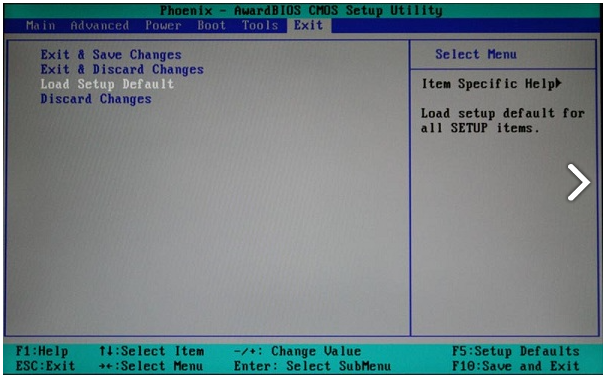 Phoenix - AwardBIOS CMOS Setup Utility
Main Advanced Power Boot Tools Exit
Exit & Save Changes
Exit & Discard Changes
Load Setup Default
Discard Changes
Select Menu
Item Specific Help▶
Load setup default for
all SETUP items.
F1:Help ↑↓:Select Item -/+: Change Value F5:Setup Defaults
ESC:Exit →←:Select Menu Enter: Select SubMenu F10:Save and Exit